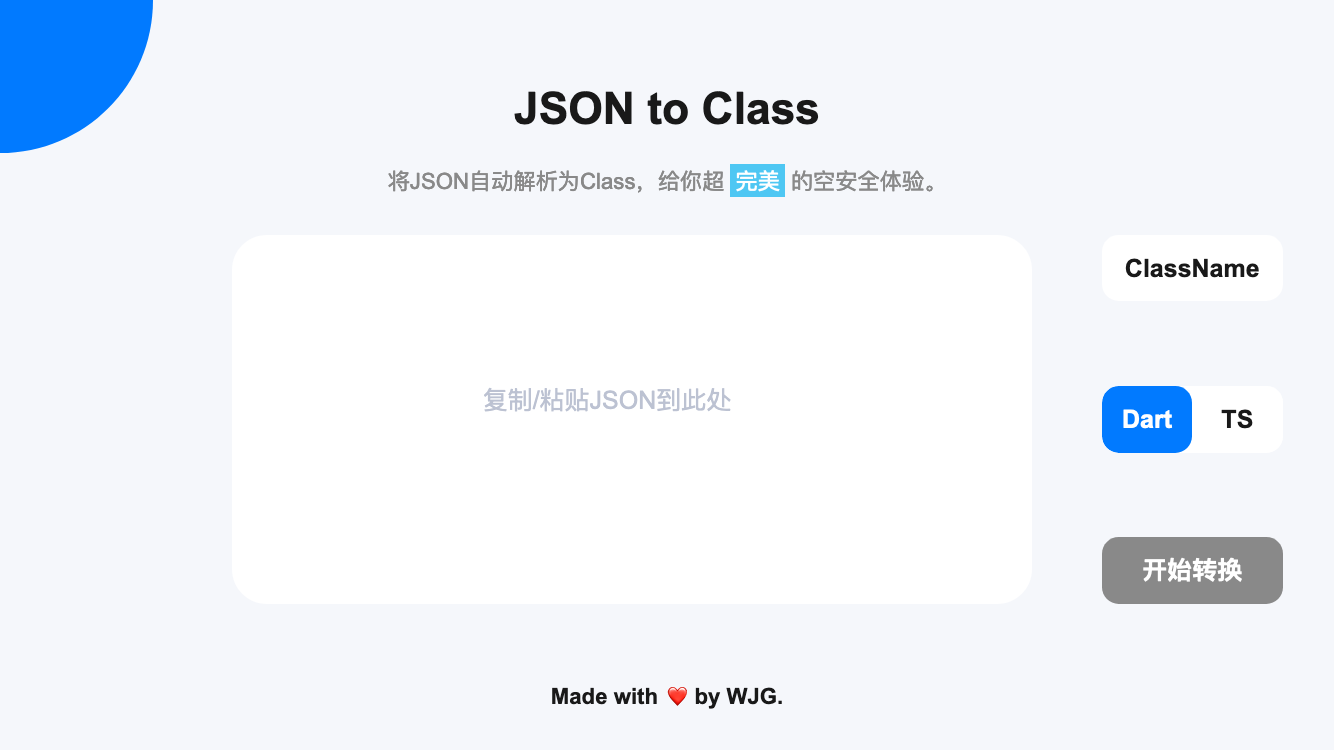 JSON to Class
将JSON自动解析为Class，给你超 完美 的空安全体验。
ClassName
复制/粘贴JSON到此处
Dart TS
开始转换
Made with ❤️ by WJG.